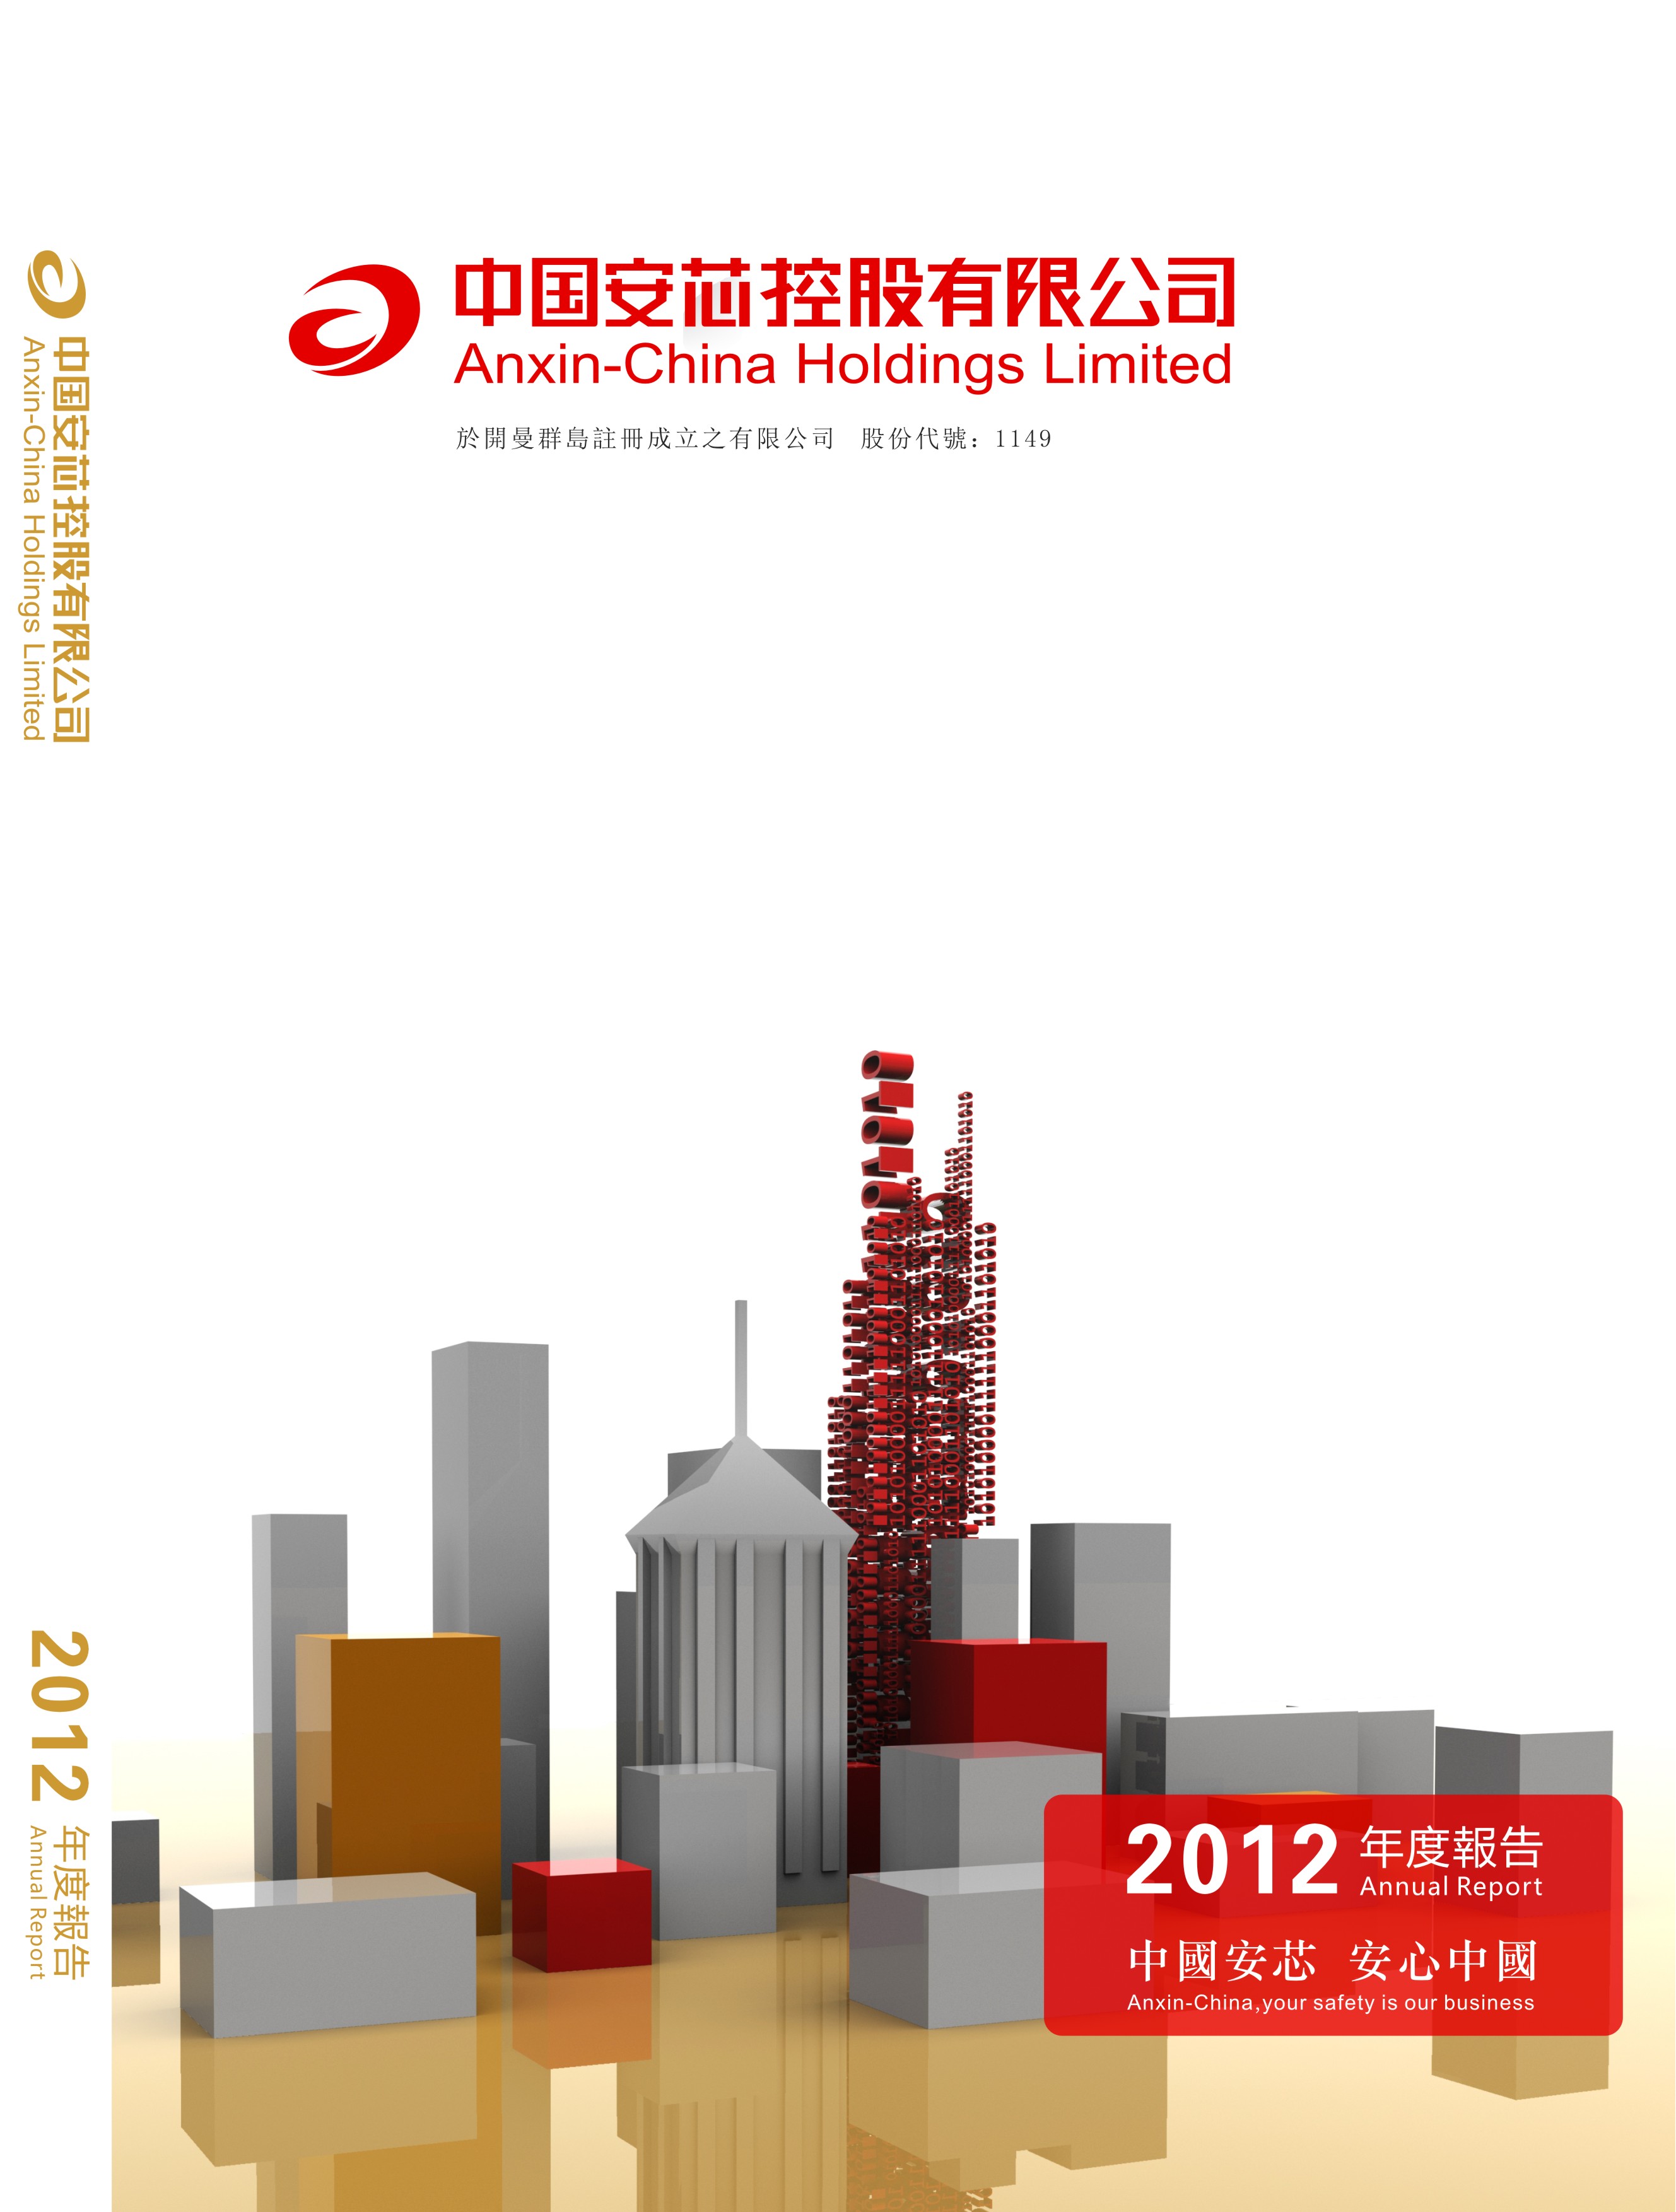 中国安芯控股有限公司
Anxin-China Holdings Limited
於開曼群島註冊成立之有限公司 股份代號：1149
中国安芯控股有限公司
Anxin-China Holdings Limited
2012 年度報告
Annual Report
2012 年度報告
Annual Report
中國安芯 安心中國
Anxin-China,your safety is our business